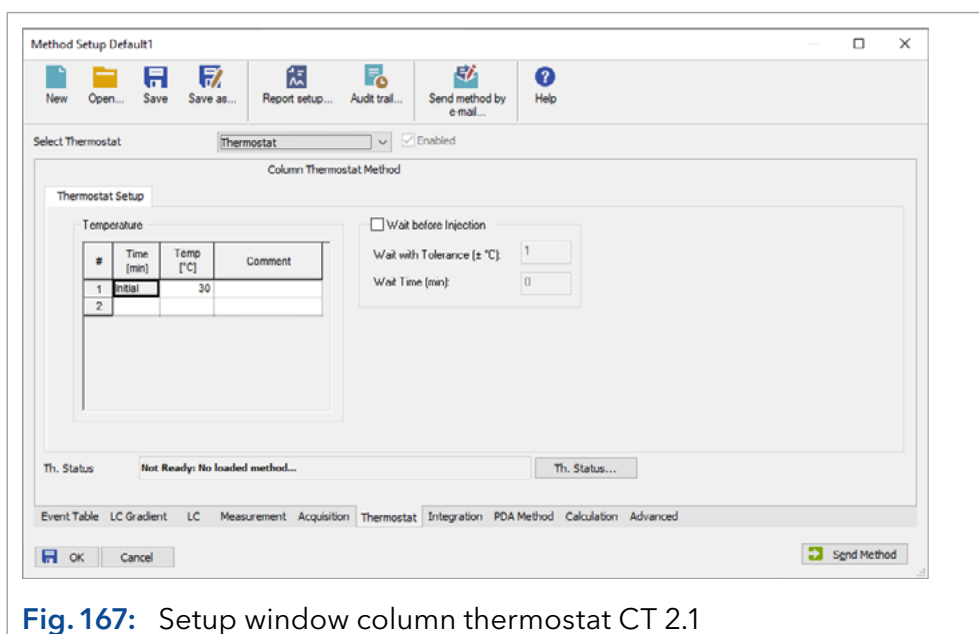 Method Setup Default1
New Open... Save Save as... Report setup... Audit trail... Send method by e-mail... Help
Select Thermostat Thermostat Enabled
Column Thermostat Method
Thermostat Setup
Temperature
# Time [min] Temp [°C] Comment
1 Initial 30
2
Wait before Injection
Wait with Tolerance (± °C): 1
Wait Time (min): 0
Th. Status Not Ready: No loaded method... Th. Status...
Event Table LC Gradient LC Measurement Acquisition Thermostat Integration PDA Method Calculation Advanced
OK Cancel Send Method
Fig. 167: Setup window column thermostat CT 2.1